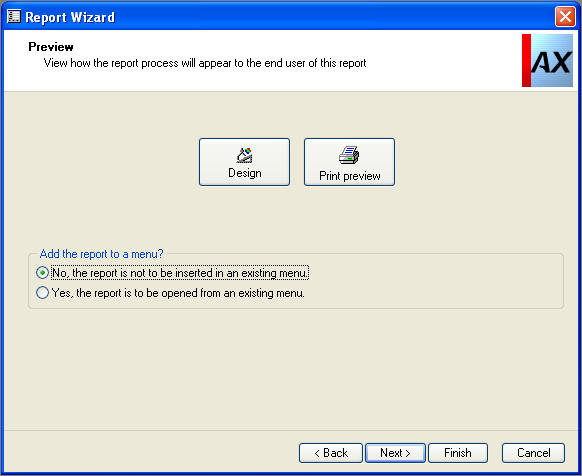 Report Wizard
Preview
View how the report process will appear to the end user of this report
AX
Design
Print preview
Add the report to a menu?
No, the report is not to be inserted in an existing menu.
Yes, the report is to be opened from an existing menu.
< Back
Next >
Finish
Cancel